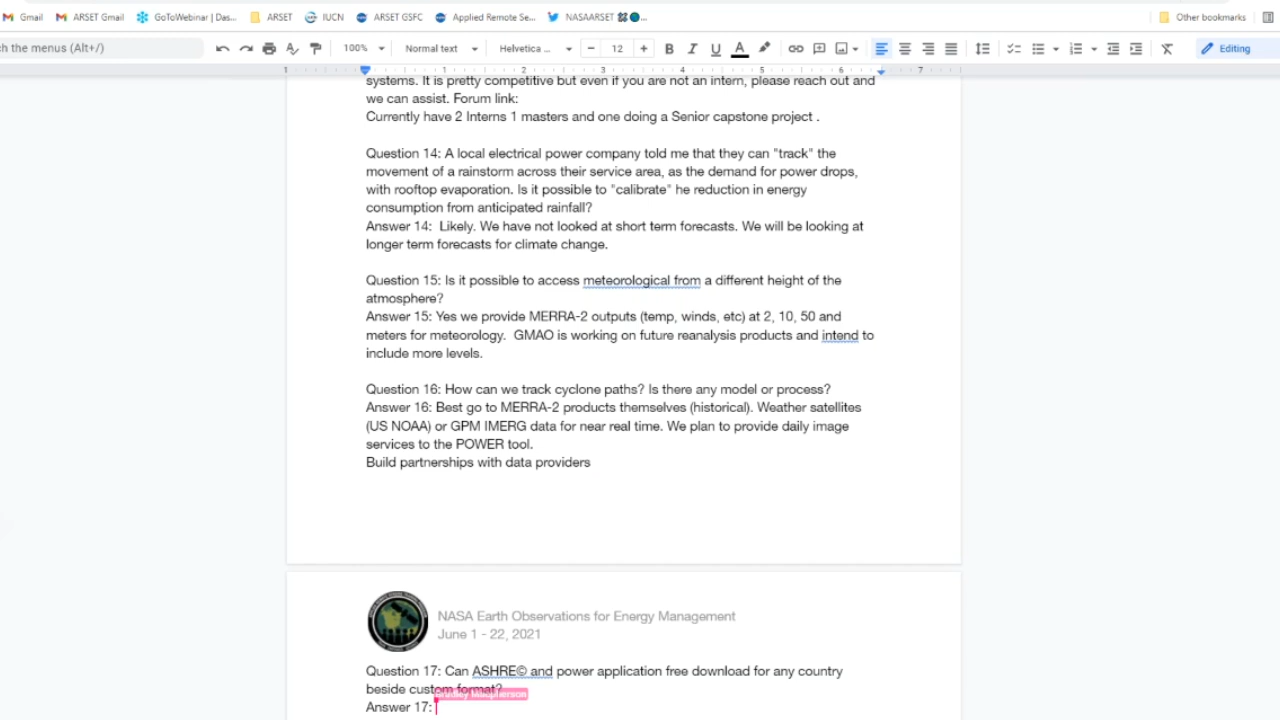 Gmail ARSET Gmail GoToWebinar | Das... ARSET IUCN ARSET GSFC Applied Remote Se... NASAARSET Other bookmarks
ch the menus (Alt+/) 100% Normal text Helvetica ... − 12 + B I U A Editing
1 1 2 3 4 5 6 7
systems. It is pretty competitive but even if you are not an intern, please reach out and
we can assist. Forum link:
Currently have 2 Interns 1 masters and one doing a Senior capstone project .
Question 14: A local electrical power company told me that they can "track" the
movement of a rainstorm across their service area, as the demand for power drops,
with rooftop evaporation. Is it possible to "calibrate" he reduction in energy
consumption from anticipated rainfall?
Answer 14: Likely. We have not looked at short term forecasts. We will be looking at
longer term forecasts for climate change.
Question 15: Is it possible to access meteorological from a different height of the
atmosphere?
Answer 15: Yes we provide MERRA-2 outputs (temp, winds, etc) at 2, 10, 50 and
meters for meteorology. GMAO is working on future reanalysis products and intend to
include more levels.
Question 16: How can we track cyclone paths? Is there any model or process?
Answer 16: Best go to MERRA-2 products themselves (historical). Weather satellites
(US NOAA) or GPM IMERG data for near real time. We plan to provide daily image
services to the POWER tool.
Build partnerships with data providers
NASA Earth Observations for Energy Management
June 1 - 22, 2021
Question 17: Can ASHRE© and power application free download for any country
beside custom format?
Bradley Macpherson
Answer 17: